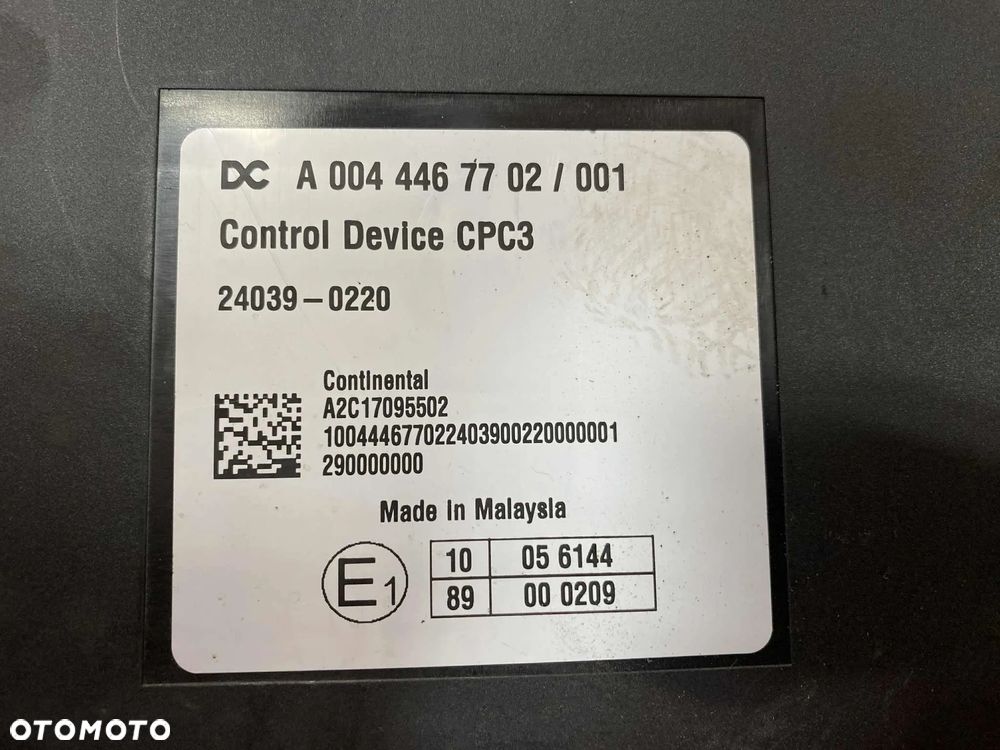 DC A 004 446 77 02 / 001
Control Device CPC3
24039-0220
Continental
A2C17095502
100444677022403900220000001
290000000
Made in Malaysia
E1
10 05 6144
89 00 0209
OTOMOTO